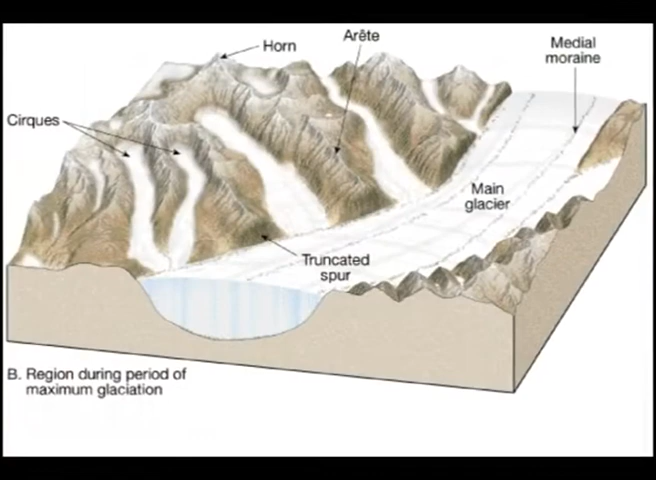 Horn
Arête
Medial
moraine
Cirques
Main
glacier
Truncated
spur
B. Region during period of
maximum glaciation